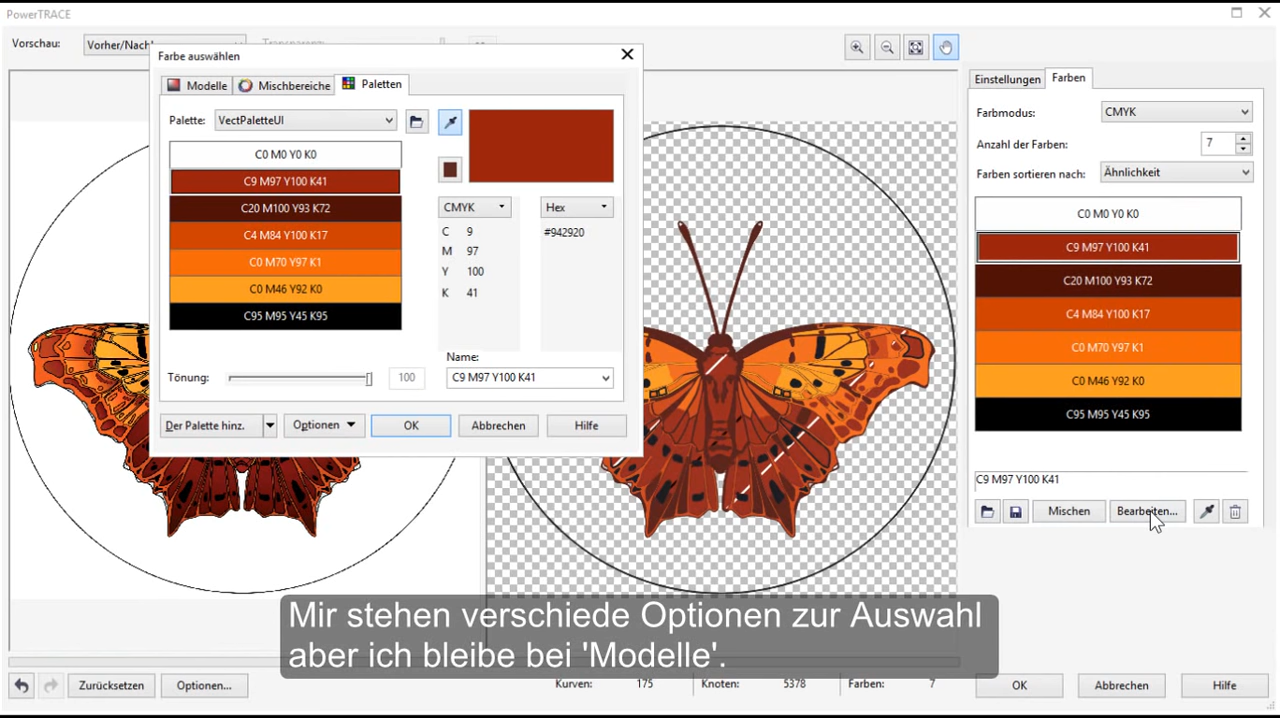 PowerTRACE
Vorschau:
Vorher/Nach
Farbe auswählen
Modelle
Mischbereiche
Paletten
Palette:
VectPaletteUI
C0 M0 Y0 K0
C9 M97 Y100 K41
C20 M100 Y93 K72
C4 M84 Y100 K17
C0 M70 Y97 K1
C0 M46 Y92 K0
C95 M95 Y45 K95
CMYK
Hex
C 9
M 97
Y 100
K 41
#942920
Tönung:
100
Name:
C9 M97 Y100 K41
Der Palette hinz.
Optionen
OK
Abbrechen
Hilfe
Einstellungen
Farben
Farbmodus:
CMYK
Anzahl der Farben:
7
Farben sortieren nach:
Ähnlichkeit
C0 M0 Y0 K0
C9 M97 Y100 K41
C20 M100 Y93 K72
C4 M84 Y100 K17
C0 M70 Y97 K1
C0 M46 Y92 K0
C95 M95 Y45 K95
C9 M97 Y100 K41
Mischen
Bearbeiten...
Mir stehen verschiede Optionen zur Auswahl
aber ich bleibe bei 'Modelle'.
Zurücksetzen
Optionen...
Kurven: 175
Knoten: 5378
Farben: 7
OK
Abbrechen
Hilfe